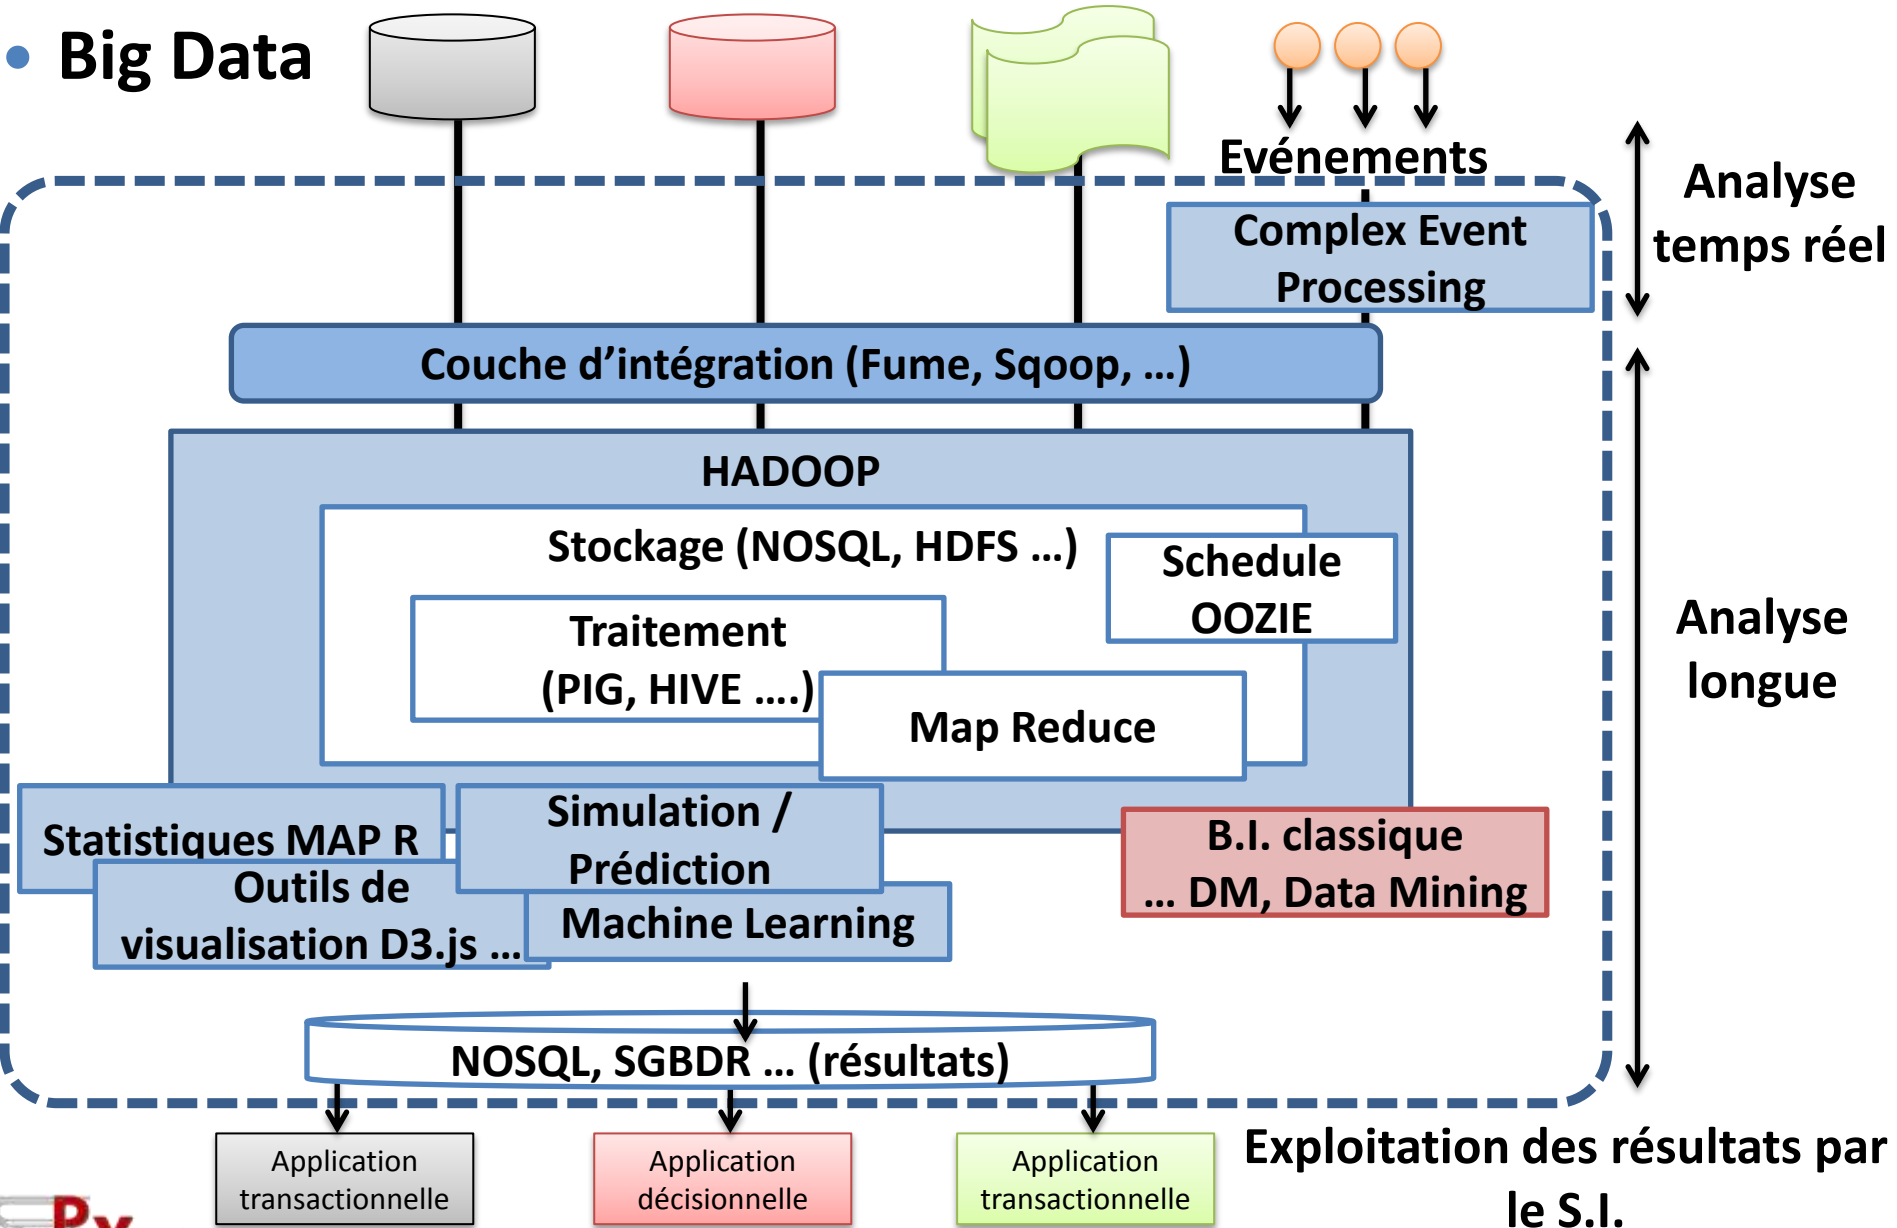 • Big Data
Evénements
Analyse
temps réel
Complex Event
Processing
Couche d’intégration (Fume, Sqoop, …)
HADOOP
Stockage (NOSQL, HDFS …)
Schedule
OOZIE
Traitement
(PIG, HIVE ….)
Map Reduce
Analyse
longue
Statistiques MAP R
Simulation /
Prédiction
B.I. classique
… DM, Data Mining
Outils de
visualisation D3.js …
Machine Learning
NOSQL, SGBDR … (résultats)
Application
transactionnelle
Application
décisionnelle
Application
transactionnelle
Exploitation des résultats par
le S.I.